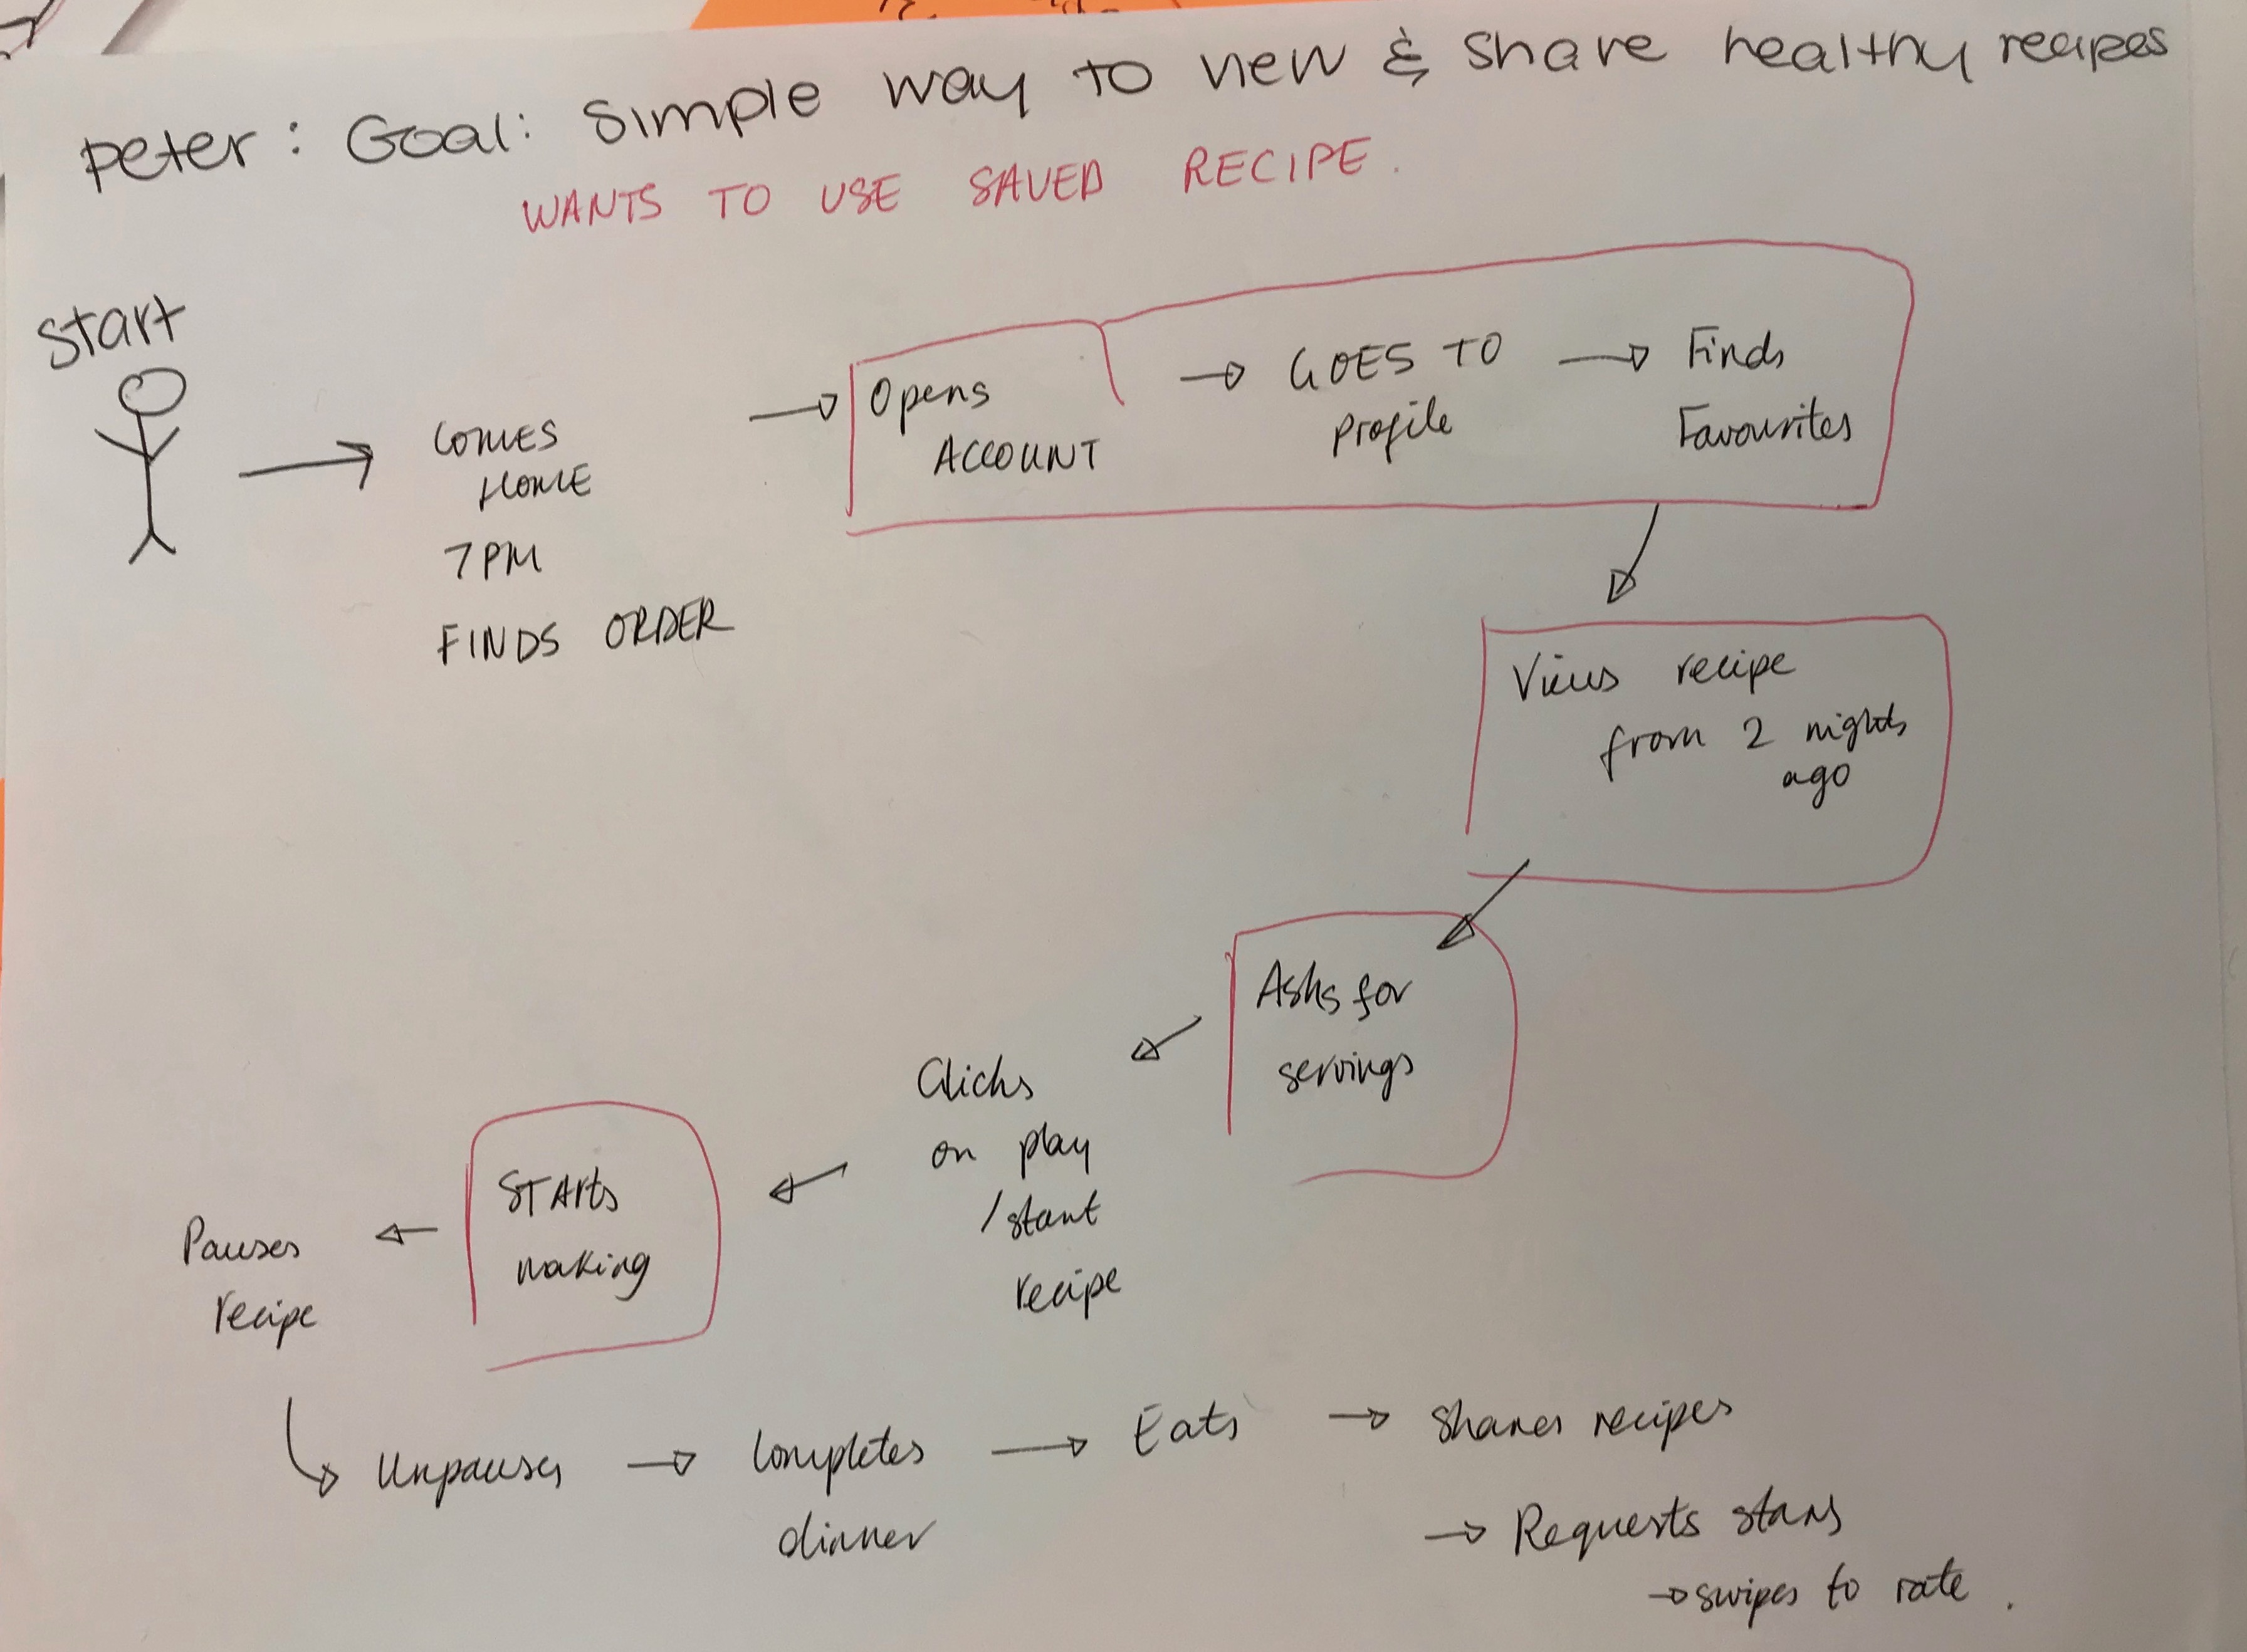 Peter: Goal: Simple way to view & share healthy recipes
WANTS TO USE SAVED RECIPE.
Start
COMES
HOME
7PM
FINDS ORDER
Opens
ACCOUNT
GOES TO
Profile
Finds
Favourites
Views recipe
from 2 nights
ago
Asks for
servings
Clicks
on play
/start
recipe
STARts
making
Pauses
recipe
Unpauses
Completes
dinner
Eats
Shares recipes
Requests stars
swipes to rate.